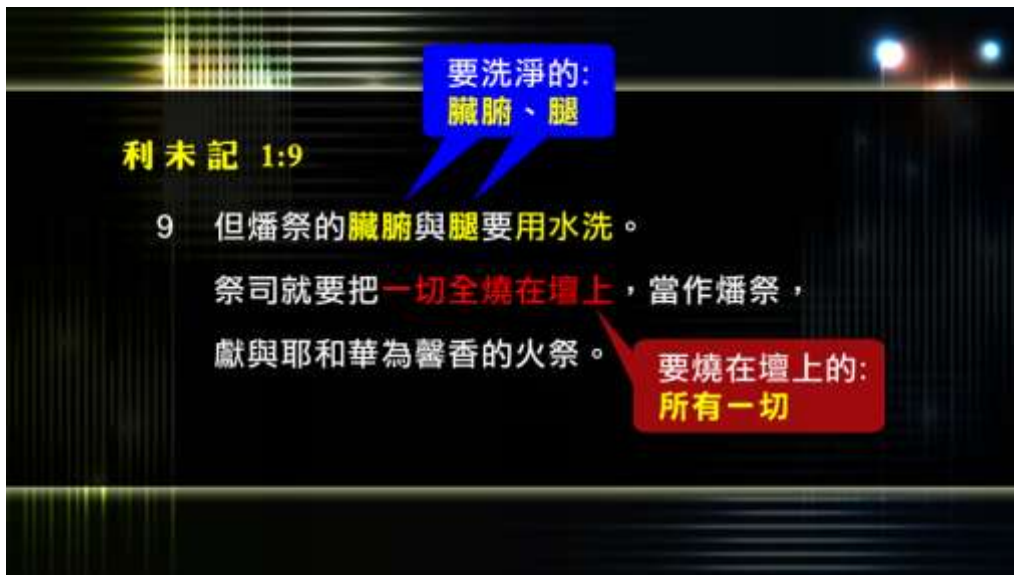 要洗淨的:
臟腑、腿
利未記 1:9
9 但燔祭的臟腑與腿要用水洗。
祭司就要把一切全燒在壇上，當作燔祭，
獻與耶和華為馨香的火祭。
要燒在壇上的:
所有一切